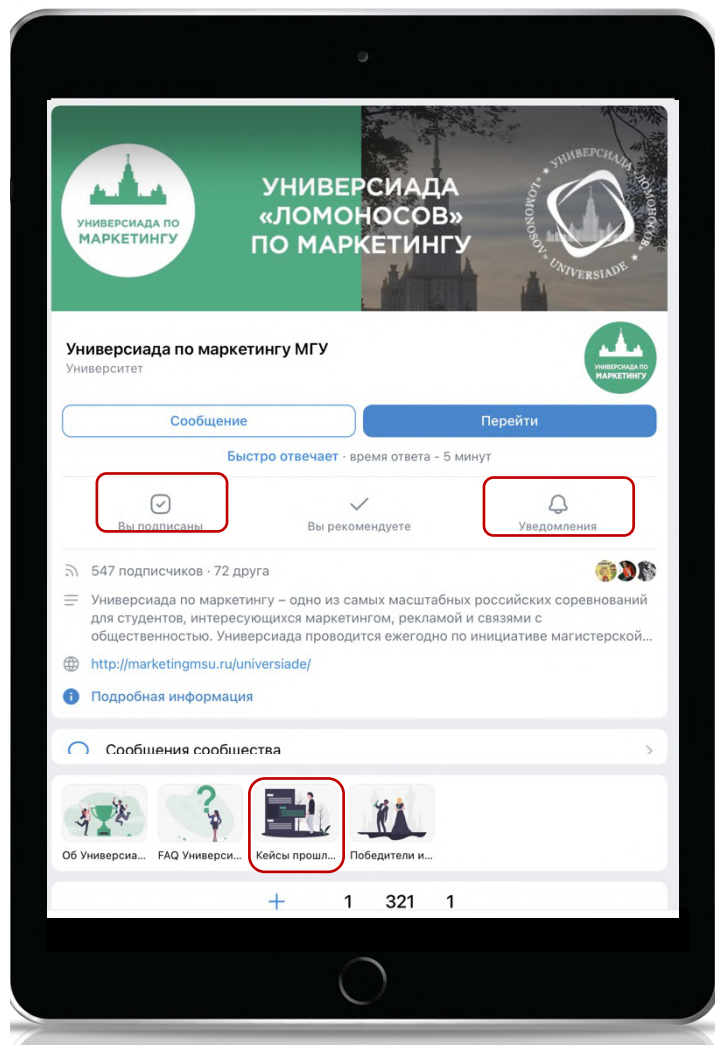 УНИВЕРСИАДА ПО
МАРКЕТИНГУ
УНИВЕРСИАДА
«ЛОМОНОСОВ»
ПО МАРКЕТИНГУ
УНИВЕРСИАДА «ЛОМОНОСОВ»
LOMONOSOV UNIVERSIADE
Универсиада по маркетингу МГУ
Университет
УНИВЕРСИАДА ПО
МАРКЕТИНГУ
Сообщение
Перейти
Быстро отвечает · время ответа - 5 минут
Вы подписаны
Вы рекомендуете
Уведомления
547 подписчиков · 72 друга
Универсиада по маркетингу – одно из самых масштабных российских соревнований
для студентов, интересующихся маркетингом, рекламой и связями с
общественностью. Универсиада проводится ежегодно по инициативе магистерской...
http://marketingmsu.ru/universiade/
Подробная информация
Сообщения сообщества
Об Универсиа...
FAQ Универси...
Кейсы прошл...
Победители и...
1 321 1